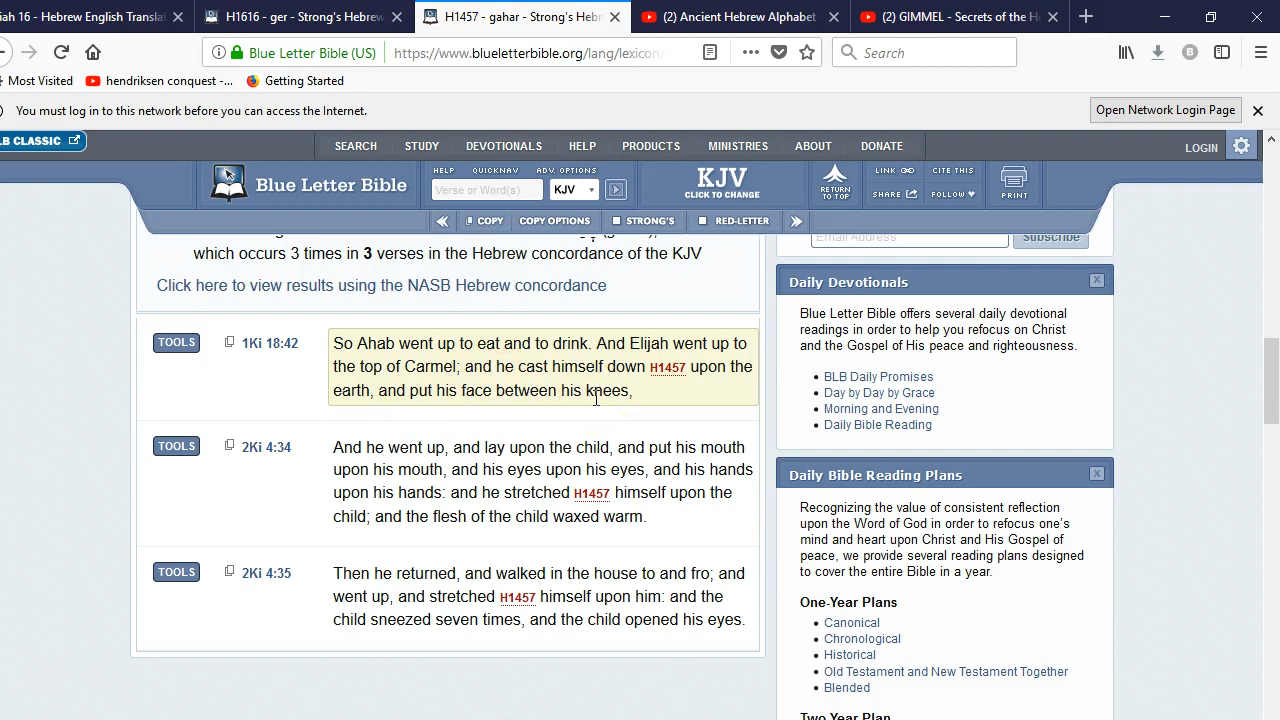 iah 16 - Hebrew English Transla
H1616 - ger - Strong's Hebrew
H1457 - gahar - Strong's Hebr
(2) Ancient Hebrew Alphabet -
(2) GIMMEL - Secrets of the H
Blue Letter Bible (US)
https://www.blueletterbible.org/lang/lexicon
Search
Most Visited
hendriksen conquest -...
Getting Started
You must log in to this network before you can access the Internet.
Open Network Login Page
LB CLASSIC
SEARCH STUDY DEVOTIONALS HELP PRODUCTS MINISTRIES ABOUT DONATE
LOGIN
Blue Letter Bible
HELP QUICKNAV ADV. OPTIONS
Verse or Word(s)
KJV
KJV
CLICK TO CHANGE
RETURN TO TOP
LINK
CITE THIS
SHARE
FOLLOW
PRINT
COPY COPY OPTIONS STRONG'S RED-LETTER
which occurs 3 times in 3 verses in the Hebrew concordance of the KJV
Click here to view results using the NASB Hebrew concordance
TOOLS 1Ki 18:42
So Ahab went up to eat and to drink. And Elijah went up to
the top of Carmel; and he cast himself down H1457 upon the
earth, and put his face between his knees,
TOOLS 2Ki 4:34
And he went up, and lay upon the child, and put his mouth
upon his mouth, and his eyes upon his eyes, and his hands
upon his hands: and he stretched H1457 himself upon the
child; and the flesh of the child waxed warm.
TOOLS 2Ki 4:35
Then he returned, and walked in the house to and fro; and
went up, and stretched H1457 himself upon him: and the
child sneezed seven times, and the child opened his eyes.
Email Address
Subscribe
Daily Devotionals
Blue Letter Bible offers several daily devotional
readings in order to help you refocus on Christ
and the Gospel of His peace and righteousness.
BLB Daily Promises
Day by Day by Grace
Morning and Evening
Daily Bible Reading
Daily Bible Reading Plans
Recognizing the value of consistent reflection
upon the Word of God in order to refocus one's
mind and heart upon Christ and His Gospel of
peace, we provide several reading plans designed
to cover the entire Bible in a year.
One-Year Plans
Canonical
Chronological
Historical
Old Testament and New Testament Together
Blended
Two Year Plan